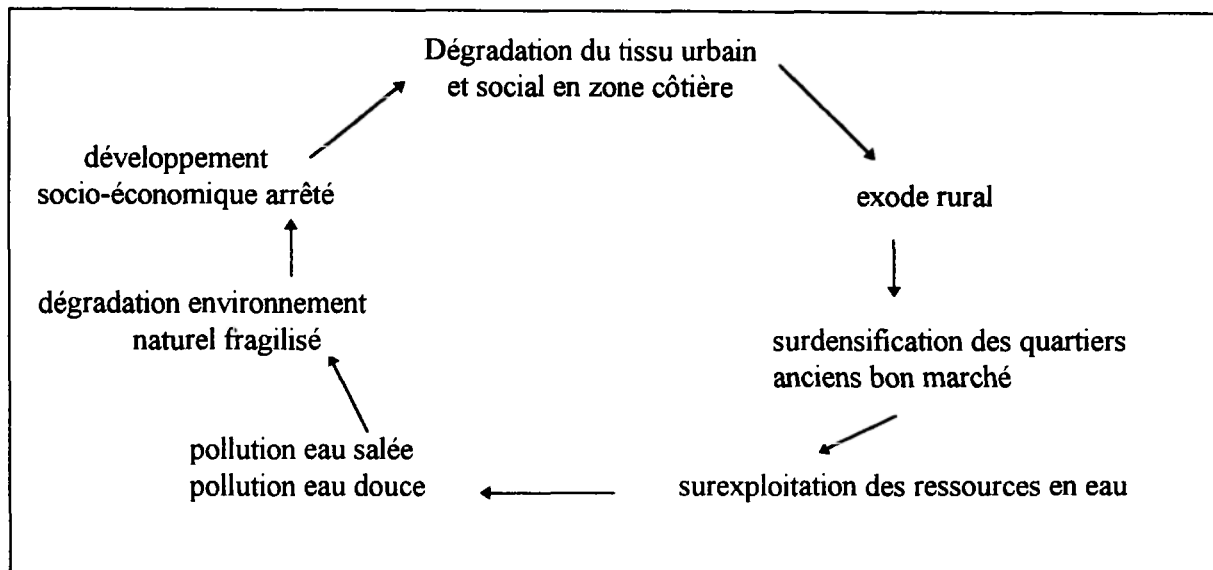 Dégradation du tissu urbain
et social en zone côtière
exode rural
surdensification des quartiers
anciens bon marché
surexploitation des ressources en eau
pollution eau salée
pollution eau douce
dégradation environnement
naturel fragilisé
développement
socio-économique arrêté